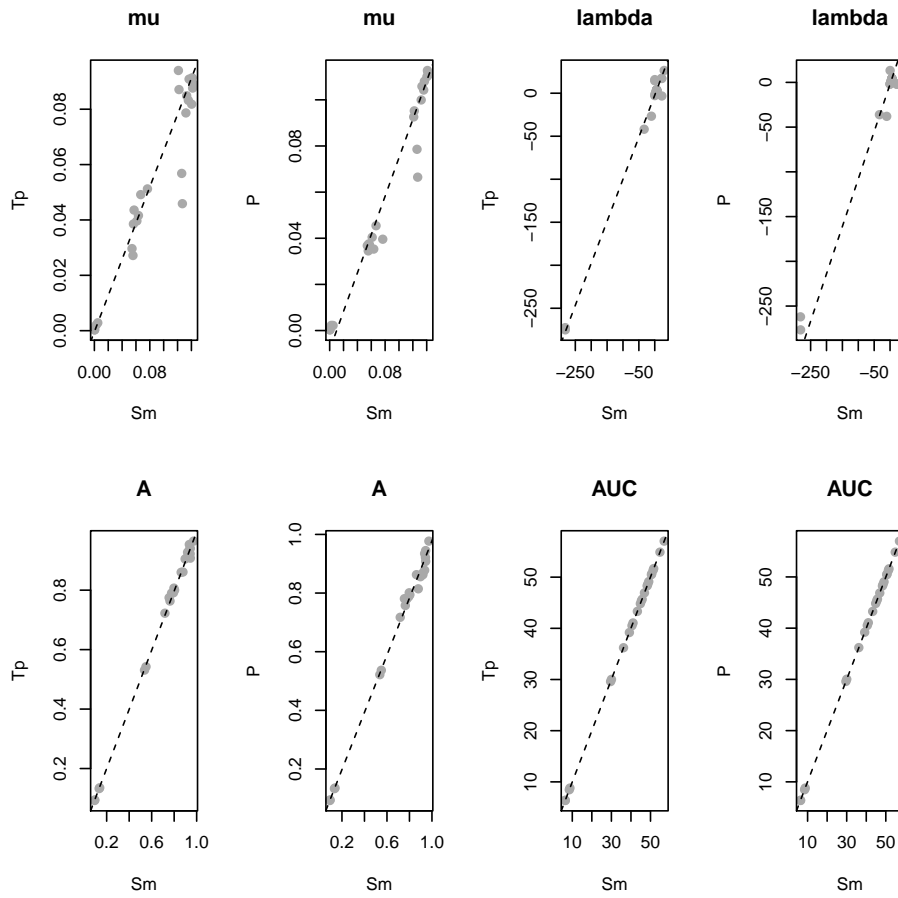 mu
mu
lambda
lambda
Tp
0.00 0.02 0.04 0.06 0.08
0.00 0.08
Sm
P
0.00 0.04 0.08
0.00 0.08
Sm
Tp
−250 −150 −50 0
−250 −50
Sm
P
−250 −150 −50 0
−250 −50
Sm
A
A
AUC
AUC
Tp
0.2 0.4 0.6 0.8
0.2 0.6 1.0
Sm
P
0.2 0.4 0.6 0.8 1.0
0.2 0.6 1.0
Sm
Tp
10 20 30 40 50
10 30 50
Sm
P
10 20 30 40 50
10 30 50
Sm